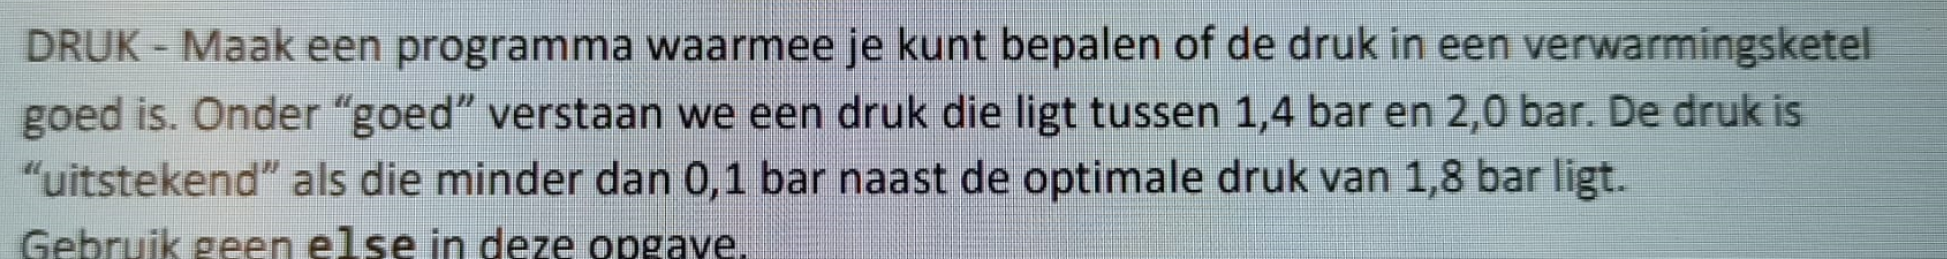 DRUK - Maak een programma waarmee je kunt bepalen of de druk in een verwarmingsketel
goed is. Onder “goed” verstaan we een druk die ligt tussen 1,4 bar en 2,0 bar. De druk is
“uitstekend” als die minder dan 0,1 bar naast de optimale druk van 1,8 bar ligt.
Gebruik geen else in deze opgave.